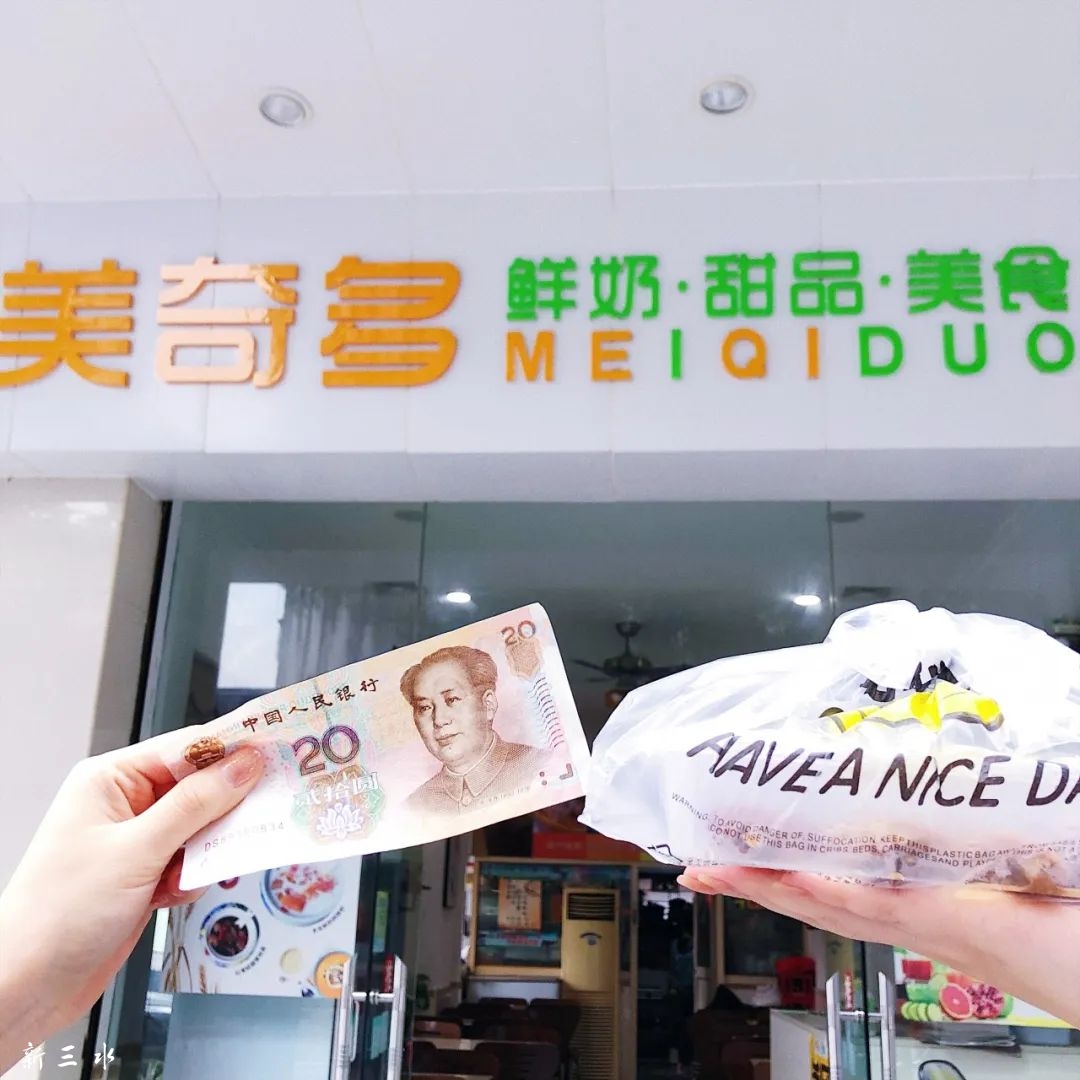 美奇多
鲜奶·甜品·美食
MEIQIDUO
中国人民银行
20
20
贰拾圆
HAVE A NICE DA
WARNING: TO AVOID DANGER OF SUFFOCATION KEEP THIS PLASTIC BAG
DO NOT USE THIS BAG IN CRIBS. BEDS, CARRIAGES AND PLAY
新三水